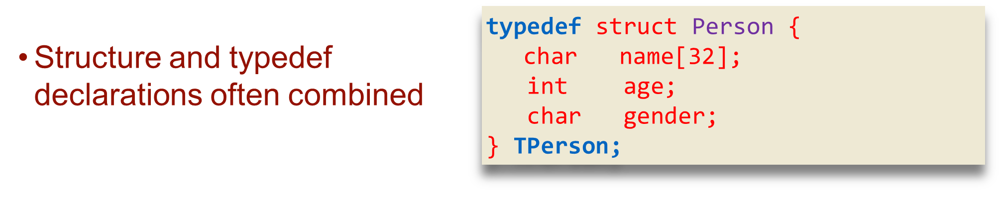 • Structure and typedef
declarations often combined
typedef struct Person {
   char   name[32];
   int    age;
   char   gender;
} TPerson;